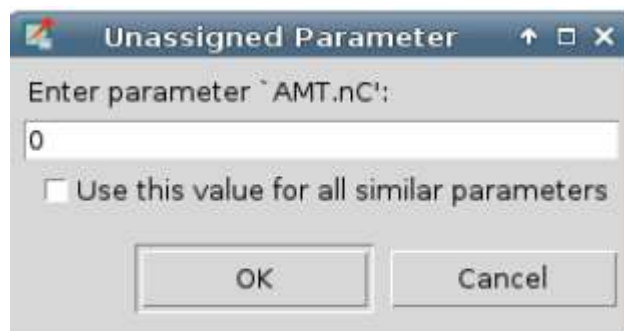 Unassigned Parameter
Enter parameter `AMT.nC':
0
Use this value for all similar parameters
OK Cancel